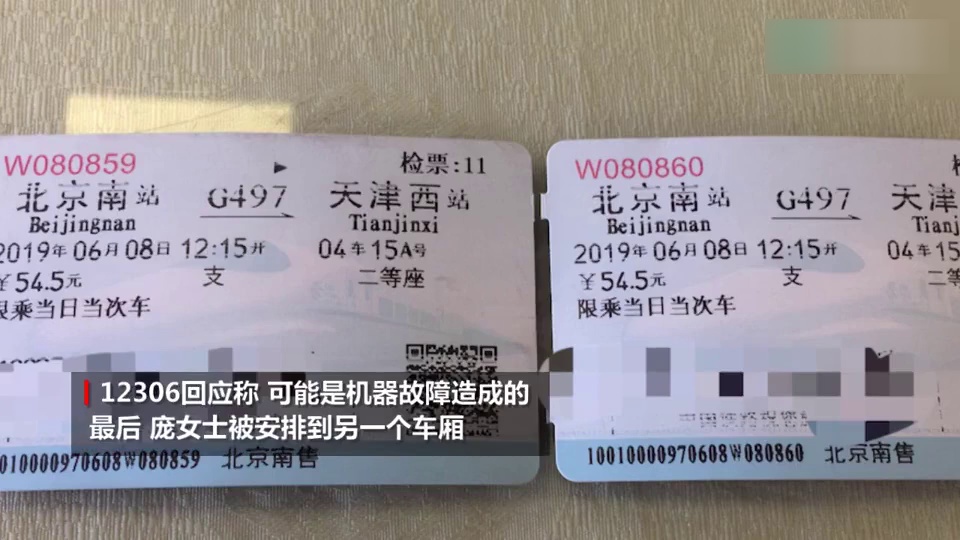 W080859
检票:11
北京南站 G497 天津西站
Beijingnan Tianjinxi
2019年06月08日 12:15开 04车15A号
¥54.5元 支 二等座
限乘当日当次车
12306回应称 可能是机器故障造成的
最后 庞女士被安排到另一个车厢
010000970608W080859 北京南售
W080860
北京南站 G497 天津
Beijingnan Tianj
2019年06月08日 12:15开 04车15
¥54.5元 支 二等
限乘当日当次车
10010000970608W080860 北京南售